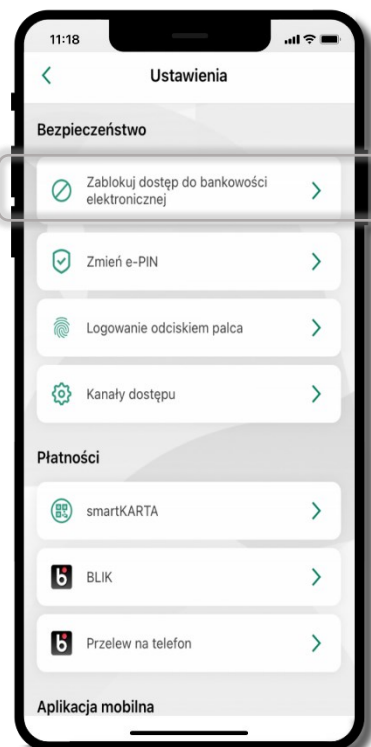 11:18
Ustawienia
Bezpieczeństwo
Zablokuj dostęp do bankowości
elektronicznej
Zmień e-PIN
Logowanie odciskiem palca
Kanały dostępu
Płatności
smartKARTA
BLIK
Przelew na telefon
Aplikacja mobilna